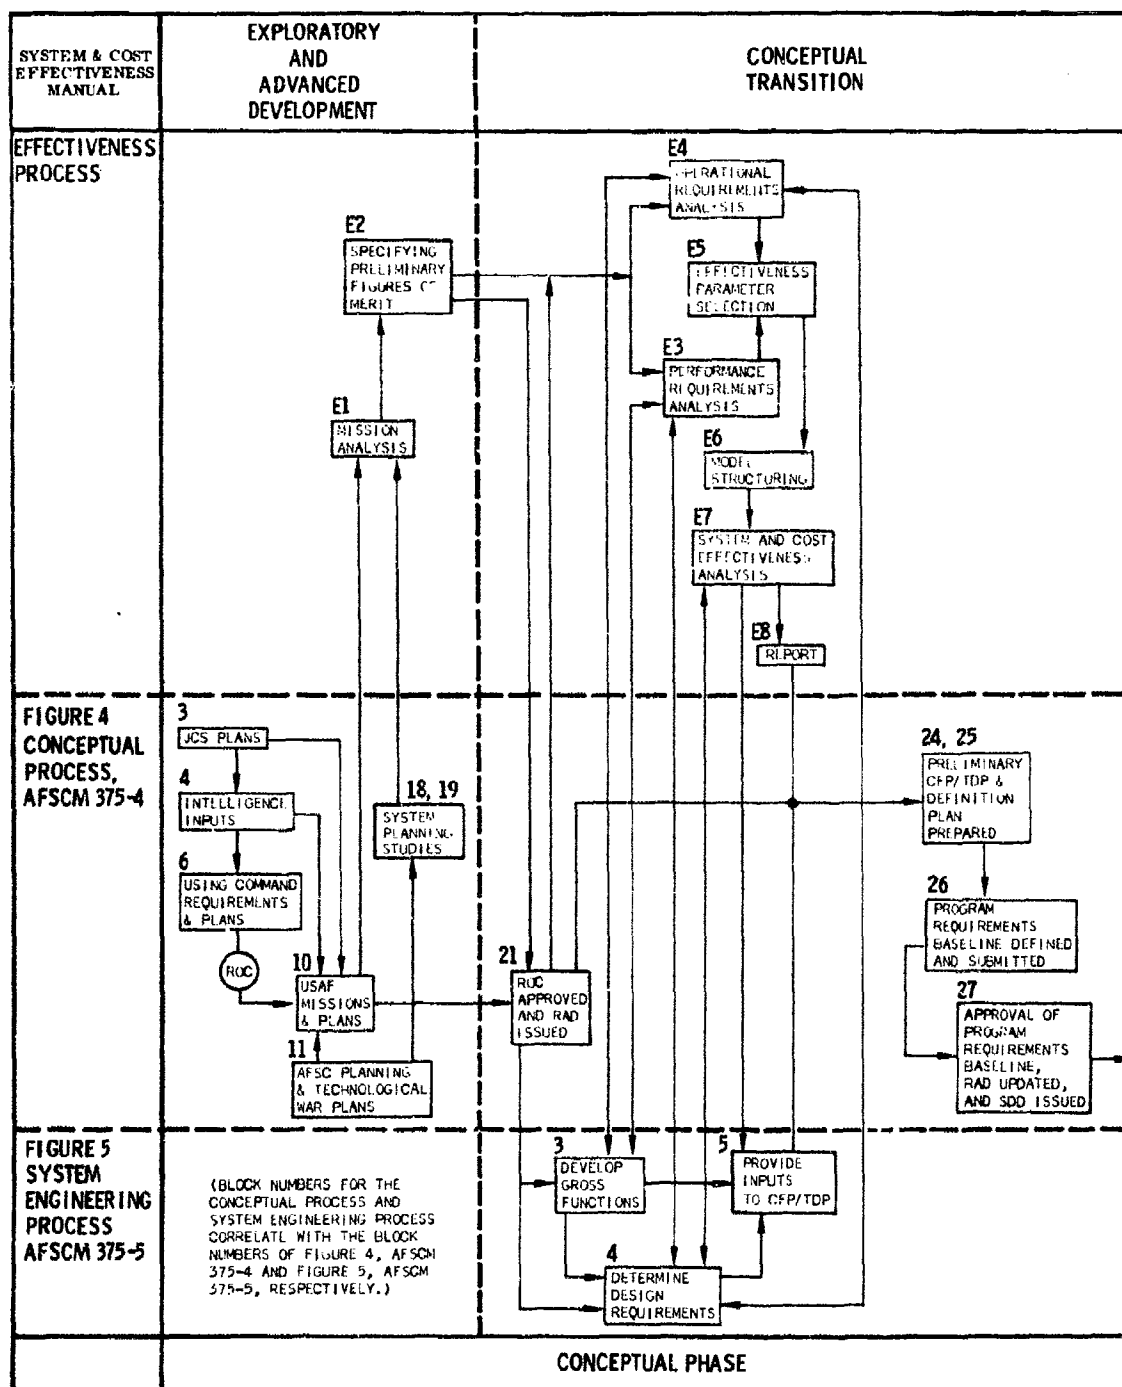 SYSTEM & COST
EFFECTIVENESS
MANUAL
EXPLORATORY
AND
ADVANCED
DEVELOPMENT
CONCEPTUAL
TRANSITION
EFFECTIVENESS
PROCESS
E4
OPERATIONAL
REQUIREMENTS
ANALYSIS
E2
SPECIFYING
PRELIMINARY
FIGURES OF
MERIT
E5
EFFECTIVENESS
PARAMETER
SELECTION
E3
PERFORMANCE
REQUIREMENTS
ANALYSIS
E1
MISSION
ANALYSIS
E6
MODEL
STRUCTURING
E7
SYSTEM AND COST
EFFECTIVENESS
ANALYSIS
E8
REPORT
FIGURE 4
CONCEPTUAL
PROCESS,
AFSCM 375-4
3
JCS PLANS
4
INTELLIGENCE
INPUTS
6
USING COMMAND
REQUIREMENTS
& PLANS
ROC
10
USAF
MISSIONS
& PLANS
11
AFSC PLANNING
& TECHNOLOGICAL
WAR PLANS
18, 19
SYSTEM
PLANNING
STUDIES
21
ROC
APPROVED
AND RAD
ISSUED
24, 25
PRELIMINARY
CFP/TDP &
DEFINITION
PLAN
PREPARED
26
PROGRAM
REQUIREMENTS
BASELINE DEFINED
AND SUBMITTED
27
APPROVAL OF
PROGRAM
REQUIREMENTS
BASELINE,
RAD UPDATED,
AND SDD ISSUED
FIGURE 5
SYSTEM
ENGINEERING
PROCESS
AFSCM 375-5
(BLOCK NUMBERS FOR THE
CONCEPTUAL PROCESS AND
SYSTEM ENGINEERING PROCESS
CORRELATE WITH THE BLOCK
NUMBERS OF FIGURE 4, AFSCM
375-4 AND FIGURE 5, AFSCM
375-5, RESPECTIVELY.)
3
DEVELOP
GROSS
FUNCTIONS
5
PROVIDE
INPUTS
TO CFP/TDP
4
DETERMINE
DESIGN
REQUIREMENTS
CONCEPTUAL PHASE